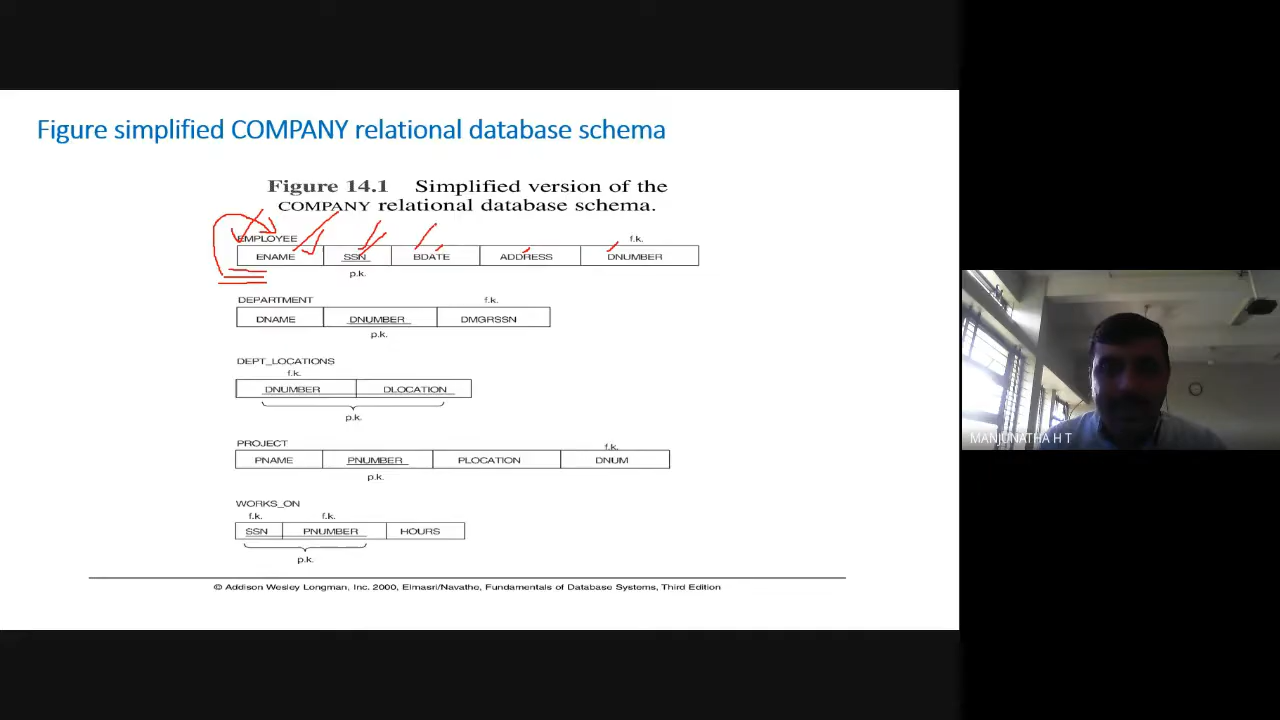 Figure simplified COMPANY relational database schema
Figure 14.1 Simplified version of the
COMPANY relational database schema.
EMPLOYEE f.k.
ENAME SSN BDATE ADDRESS DNUMBER
p.k.
DEPARTMENT f.k.
DNAME DNUMBER DMGRSSN
p.k.
DEPT_LOCATIONS
f.k.
DNUMBER DLOCATION
p.k.
PROJECT f.k.
PNAME PNUMBER PLOCATION DNUM
p.k.
WORKS_ON
f.k. f.k.
SSN PNUMBER HOURS
p.k.
© Addison Wesley Longman, Inc. 2000, Elmasri/Navathe, Fundamentals of Database Systems, Third Edition
MANJUNATHA H T